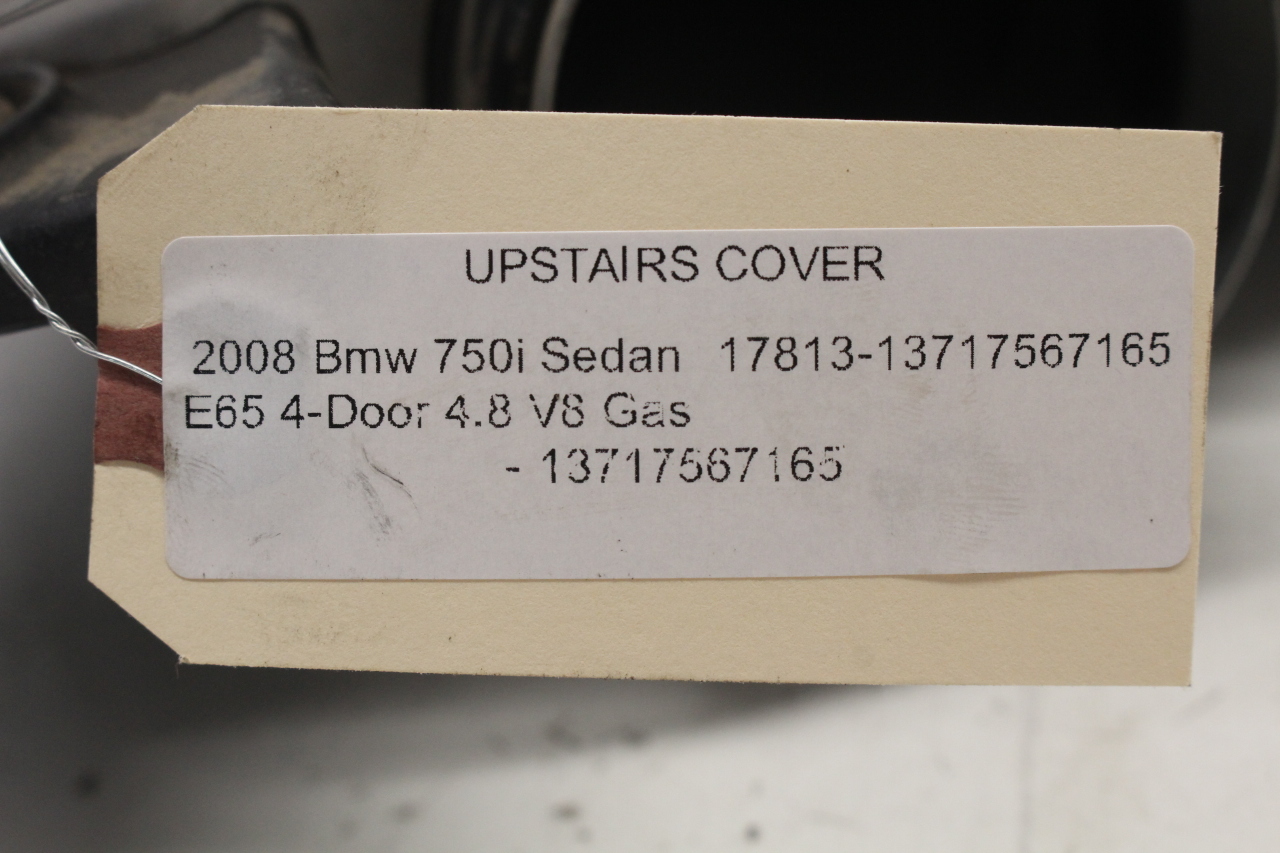 UPSTAIRS COVER
2008 Bmw 750i Sedan 17813-13717567165
E65 4-Door 4.8 V8 Gas
- 13717567165